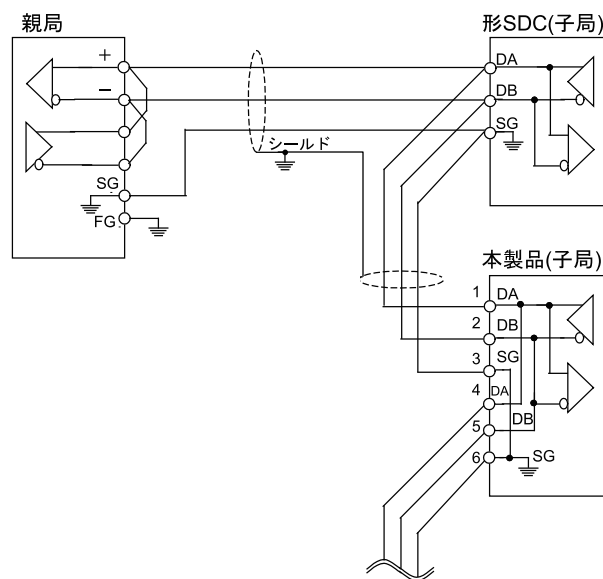 親局
+
−
SG
FG
シールド
形SDC(子局)
DA
DB
SG
本製品(子局)
1 DA
2 DB
3 SG
4 DA
5 DB
6 SG